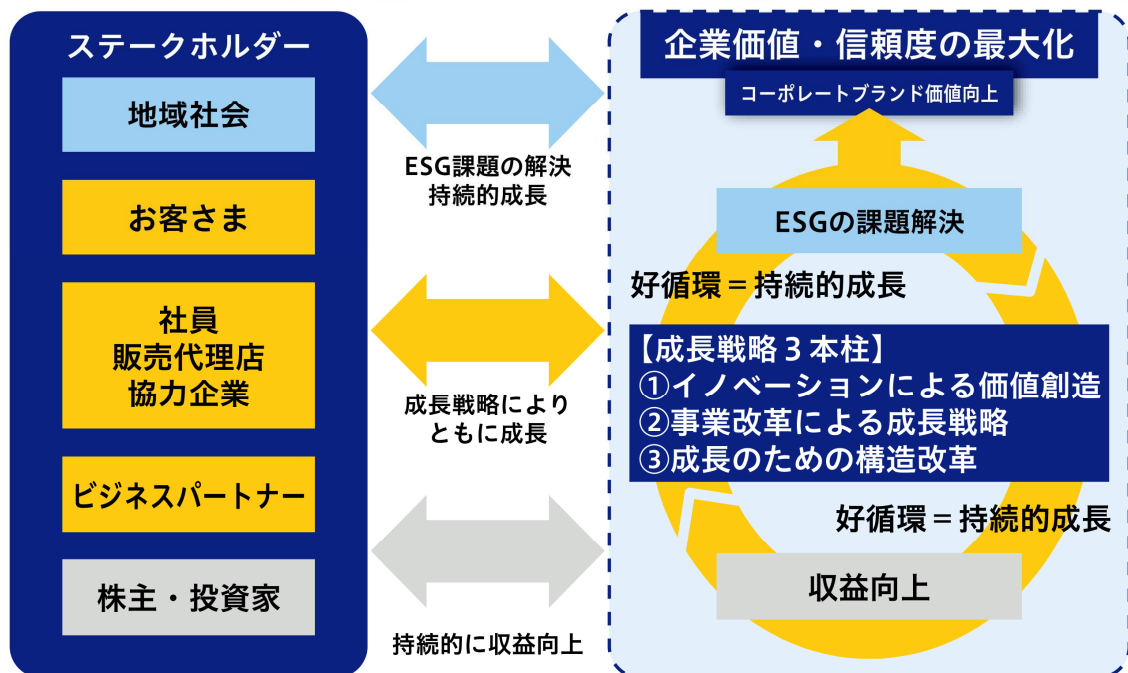 ステークホルダー
地域社会
お客さま
社員
販売代理店
協力企業
ビジネスパートナー
株主・投資家
ESG課題の解決
持続的成長
成長戦略により
ともに成長
持続的に収益向上
企業価値・信頼度の最大化
コーポレートブランド価値向上
ESGの課題解決
好循環＝持続的成長
【成長戦略３本柱】
①イノベーションによる価値創造
②事業改革による成長戦略
③成長のための構造改革
好循環＝持続的成長
収益向上